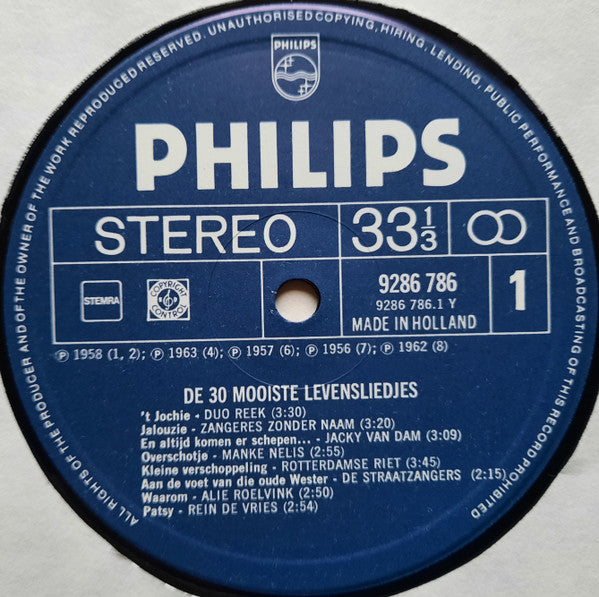 ALL RIGHTS OF THE PRODUCER AND OF THE OWNER OF THE WORK REPRODUCED RESERVED. UNAUTHORISED COPYING, HIRING, LENDING, PUBLIC PERFORMANCE AND BROADCASTING OF THIS RECORD PROHIBITED
PHILIPS
PHILIPS
STEREO 33 1/3
STEMRA COPYRIGHT CONTROL 9286 786 1
9286 786.1 Y
MADE IN HOLLAND
℗ 1958 (1, 2); ℗ 1963 (4); ℗ 1957 (6); ℗ 1956 (7); ℗ 1962 (8)
DE 30 MOOISTE LEVENSLIEDJES
't Jochie - DUO REEK (3:30)
Jalouzie - ZANGERES ZONDER NAAM (3:20)
En altijd komen er schepen... - JACKY VAN DAM (3:09)
Overschotje - MANKE NELIS (2:55)
Kleine verschoppeling - ROTTERDAMSE RIET (3:45)
Aan de voet van die oude Wester - DE STRAATZANGERS (2:15)
Waarom - ALIE ROELVINK (2:50)
Patsy - REIN DE VRIES (2:54)